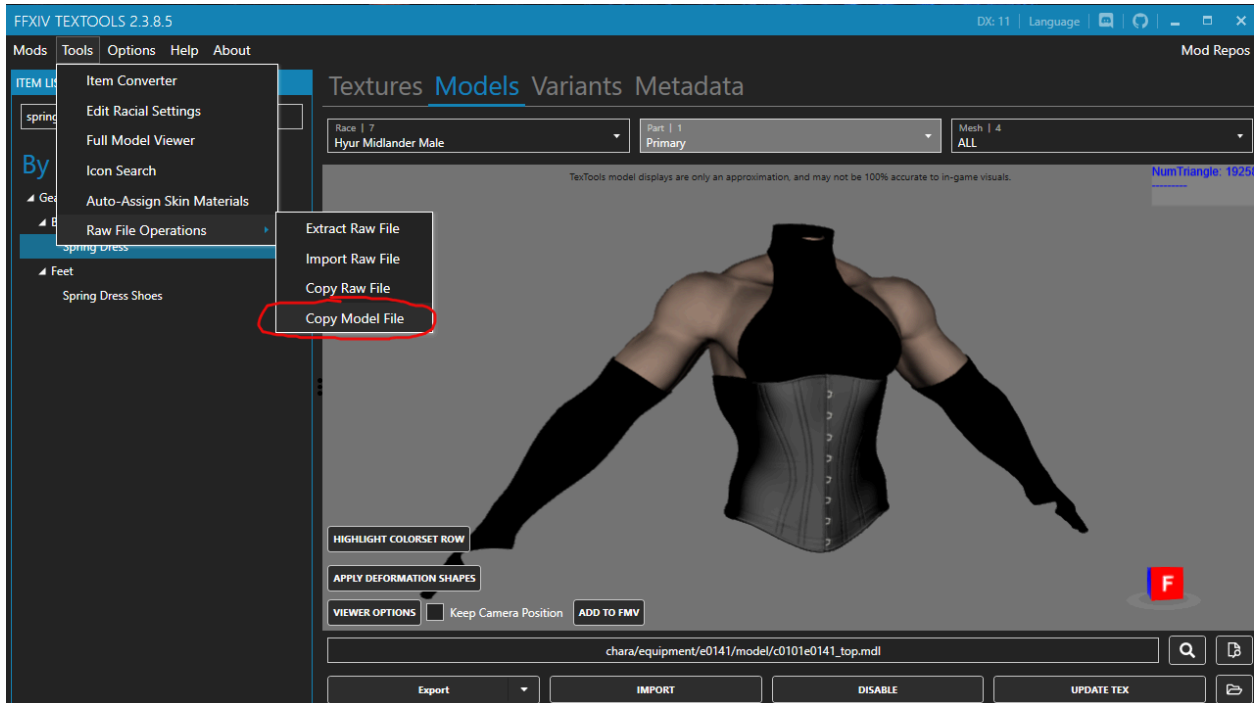 FFXIV TEXTOOLS 2.3.8.5
DX: 11 | Language
Mods Tools Options Help About
Mod Repos
Item Converter
Edit Racial Settings
Full Model Viewer
Icon Search
Auto-Assign Skin Materials
Raw File Operations
Extract Raw File
Import Raw File
Copy Raw File
Copy Model File
ITEM
spring
By
Spring Dress
Feet
Spring Dress Shoes
Textures Models Variants Metadata
Race | 7
Hyur Midlander Male
Part | 1
Primary
Mesh | 4
ALL
TexTools model displays are only an approximation, and may not be 100% accurate to in-game visuals.
NumTriangle: 19258
---------
HIGHLIGHT COLORSET ROW
APPLY DEFORMATION SHAPES
VIEWER OPTIONS
Keep Camera Position
ADD TO FMV
F
chara/equipment/e0141/model/c0101e0141_top.mdl
Export
IMPORT
DISABLE
UPDATE TEX